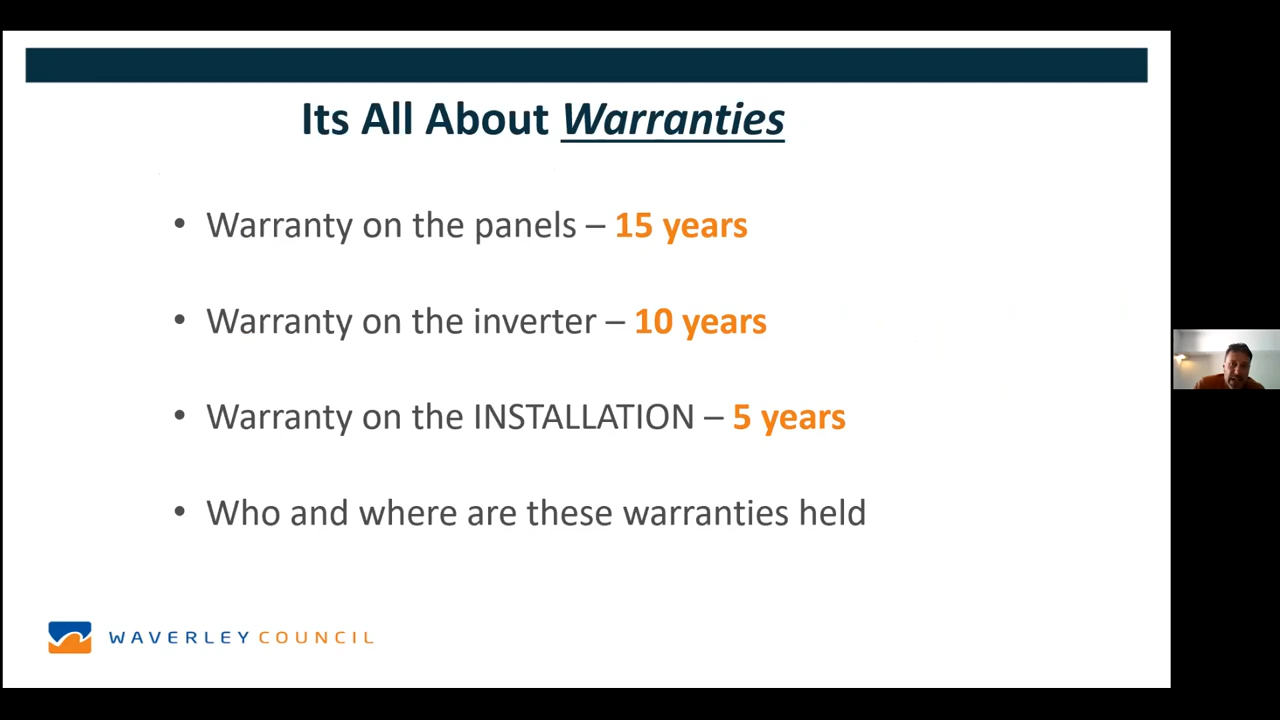 Its All About Warranties
• Warranty on the panels – 15 years
• Warranty on the inverter – 10 years
• Warranty on the INSTALLATION – 5 years
• Who and where are these warranties held
WAVERLEY COUNCIL